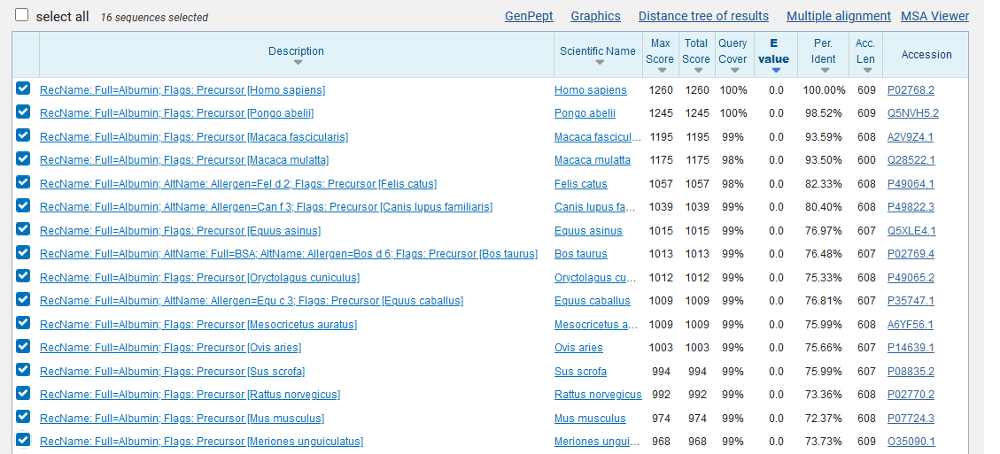 select all 16 sequences selected GenPept Graphics Distance tree of results Multiple alignment MSA Viewer
Description Scientific Name Max Score Total Score Query Cover E value Per. Ident Acc. Len Accession
RecName: Full=Albumin; Flags: Precursor [Homo sapiens] Homo sapiens 1260 1260 100% 0.0 100.00% 609 P02768.2
RecName: Full=Albumin; Flags: Precursor [Pongo abelii] Pongo abelii 1245 1245 100% 0.0 98.52% 609 Q5NVH5.2
RecName: Full=Albumin; Flags: Precursor [Macaca fascicularis] Macaca fascicul... 1195 1195 99% 0.0 93.59% 608 A2V9Z4.1
RecName: Full=Albumin; Flags: Precursor [Macaca mulatta] Macaca mulatta 1175 1175 98% 0.0 93.50% 600 Q28522.1
RecName: Full=Albumin; AltName: Allergen=Fel d 2; Flags: Precursor [Felis catus] Felis catus 1057 1057 98% 0.0 82.33% 608 P49064.1
RecName: Full=Albumin; AltName: Allergen=Can f 3; Flags: Precursor [Canis lupus familiaris] Canis lupus fa... 1039 1039 99% 0.0 80.40% 608 P49822.3
RecName: Full=Albumin; Flags: Precursor [Equus asinus] Equus asinus 1015 1015 99% 0.0 76.97% 607 Q5XLE4.1
RecName: Full=Albumin; AltName: Full=BSA; AltName: Allergen=Bos d 6; Flags: Precursor [Bos taurus] Bos taurus 1013 1013 99% 0.0 76.48% 607 P02769.4
RecName: Full=Albumin; Flags: Precursor [Oryctolagus cuniculus] Oryctolagus cu... 1012 1012 99% 0.0 75.33% 608 P49065.2
RecName: Full=Albumin; AltName: Allergen=Equ c 3; Flags: Precursor [Equus caballus] Equus caballus 1009 1009 99% 0.0 76.81% 607 P35747.1
RecName: Full=Albumin; Flags: Precursor [Mesocricetus auratus] Mesocricetus a... 1009 1009 99% 0.0 75.99% 608 A6YF56.1
RecName: Full=Albumin; Flags: Precursor [Ovis aries] Ovis aries 1003 1003 99% 0.0 75.66% 607 P14639.1
RecName: Full=Albumin; Flags: Precursor [Sus scrofa] Sus scrofa 994 994 99% 0.0 75.99% 607 P08835.2
RecName: Full=Albumin; Flags: Precursor [Rattus norvegicus] Rattus norvegicus 992 992 99% 0.0 73.36% 608 P02770.2
RecName: Full=Albumin; Flags: Precursor [Mus musculus] Mus musculus 974 974 99% 0.0 72.37% 608 P07724.3
RecName: Full=Albumin; Flags: Precursor [Meriones unguiculatus] Meriones ungui... 968 968 99% 0.0 73.73% 609 O35090.1